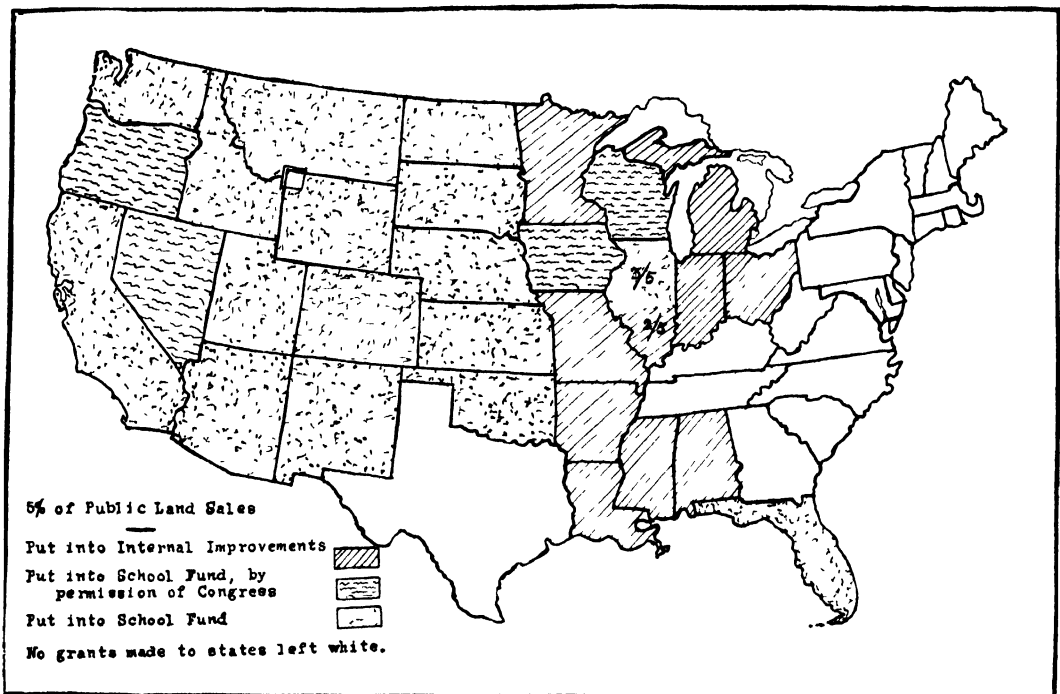 3/5
2/5
5% of Public Land Sales
Put into Internal Improvements
Put into School Fund, by
permission of Congress
Put into School Fund
No grants made to states left white.